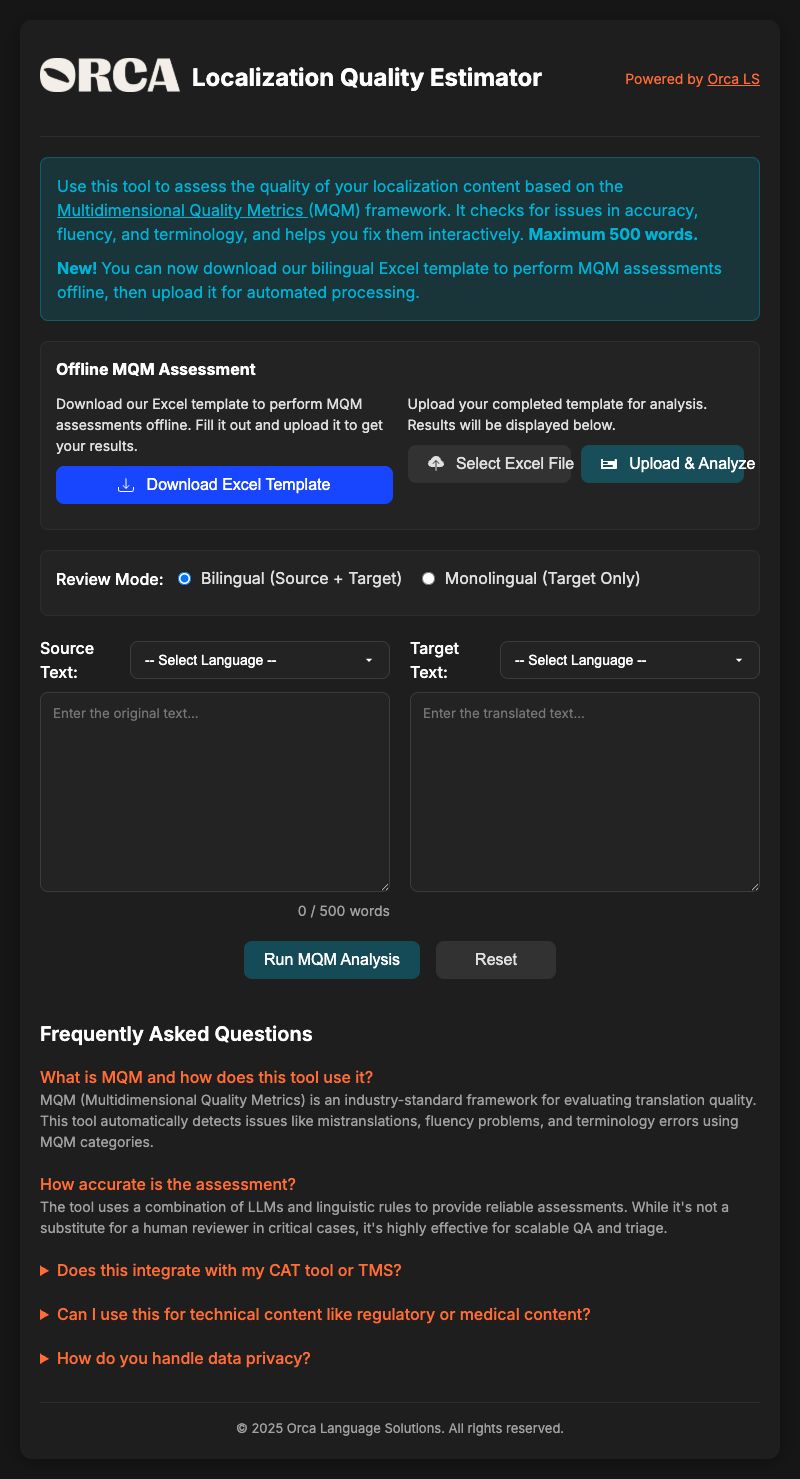 ORCA Localization Quality Estimator
Powered by Orca LS
Use this tool to assess the quality of your localization content based on the
Multidimensional Quality Metrics (MQM) framework. It checks for issues in accuracy,
fluency, and terminology, and helps you fix them interactively. Maximum 500 words.
New! You can now download our bilingual Excel template to perform MQM assessments
offline, then upload it for automated processing.
Offline MQM Assessment
Download our Excel template to perform MQM
assessments offline. Fill it out and upload it to get
your results.
Download Excel Template
Upload your completed template for analysis.
Results will be displayed below.
Select Excel File
Upload & Analyze
Review Mode: Bilingual (Source + Target) Monolingual (Target Only)
Source
Text:
-- Select Language --
Enter the original text...
0 / 500 words
Target
Text:
-- Select Language --
Enter the translated text...
Run MQM Analysis
Reset
Frequently Asked Questions
What is MQM and how does this tool use it?
MQM (Multidimensional Quality Metrics) is an industry-standard framework for evaluating translation quality.
This tool automatically detects issues like mistranslations, fluency problems, and terminology errors using
MQM categories.
How accurate is the assessment?
The tool uses a combination of LLMs and linguistic rules to provide reliable assessments. While it's not a
substitute for a human reviewer in critical cases, it's highly effective for scalable QA and triage.
Does this integrate with my CAT tool or TMS?
Can I use this for technical content like regulatory or medical content?
How do you handle data privacy?
© 2025 Orca Language Solutions. All rights reserved.